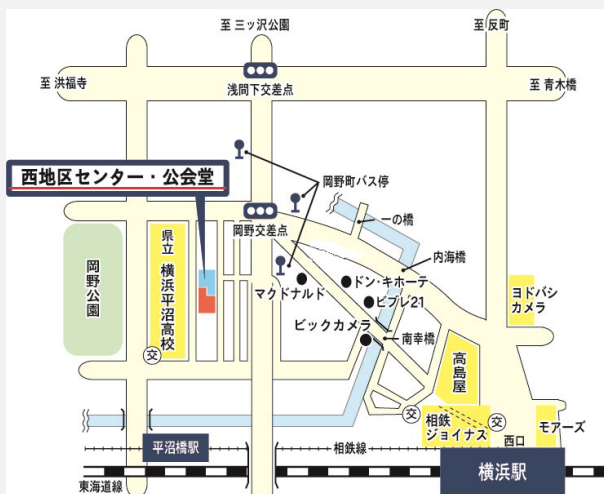 至 三ッ沢公園
至 反町
至 洪福寺
浅間下交差点
至 青木橋
西地区センター・公会堂
岡野町バス停
岡野交差点
一の橋
県立 横浜平沼高校
岡野公園
内海橋
マクドナルド
ドン・キホーテ
ビブレ21
ヨドバシ
カメラ
ビックカメラ
南幸橋
高島屋
交
交
交
相鉄
ジョイナス
西口
モアーズ
平沼橋駅
相鉄線
横浜駅
東海道線